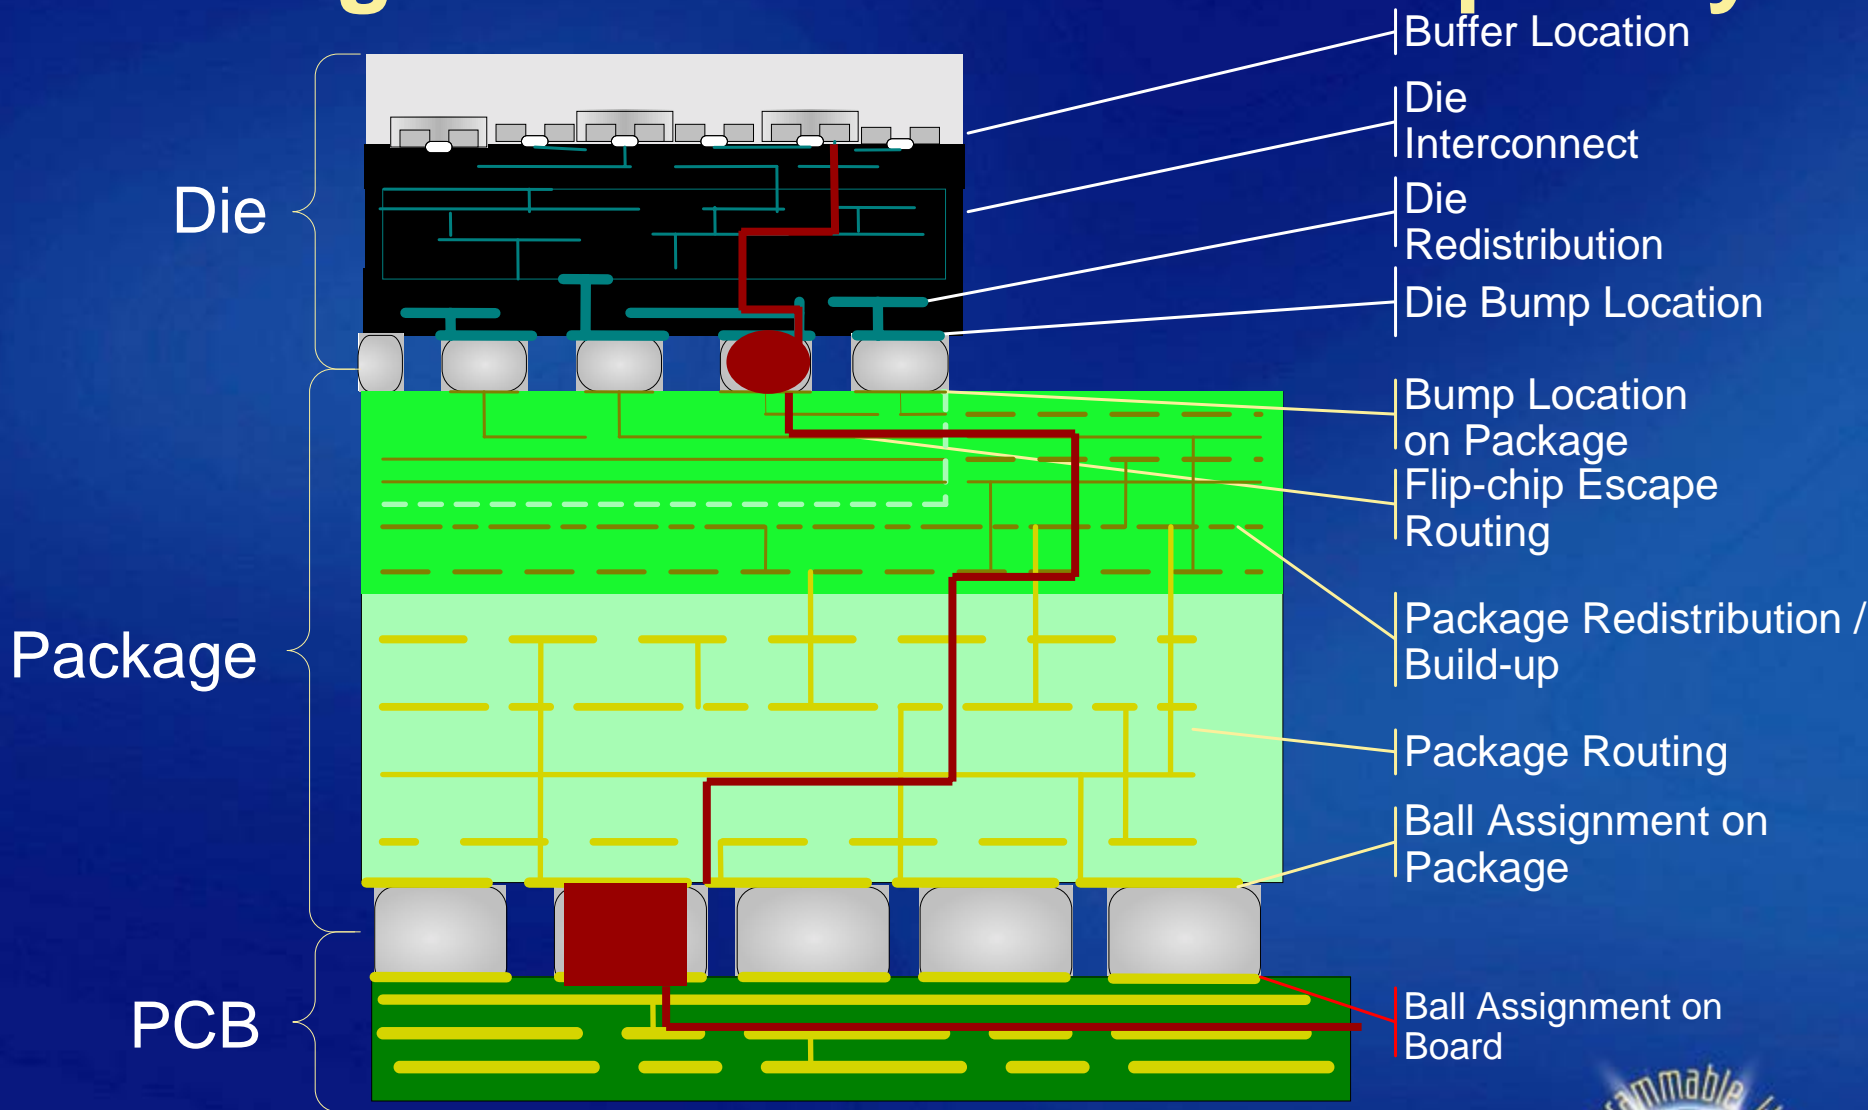 Buffer Location
Die
Interconnect
Die
Redistribution
Die Bump Location
Bump Location
on Package
Flip-chip Escape
Routing
Package Redistribution /
Build-up
Package Routing
Ball Assignment on
Package
Ball Assignment on
Board
Die
Package
PCB